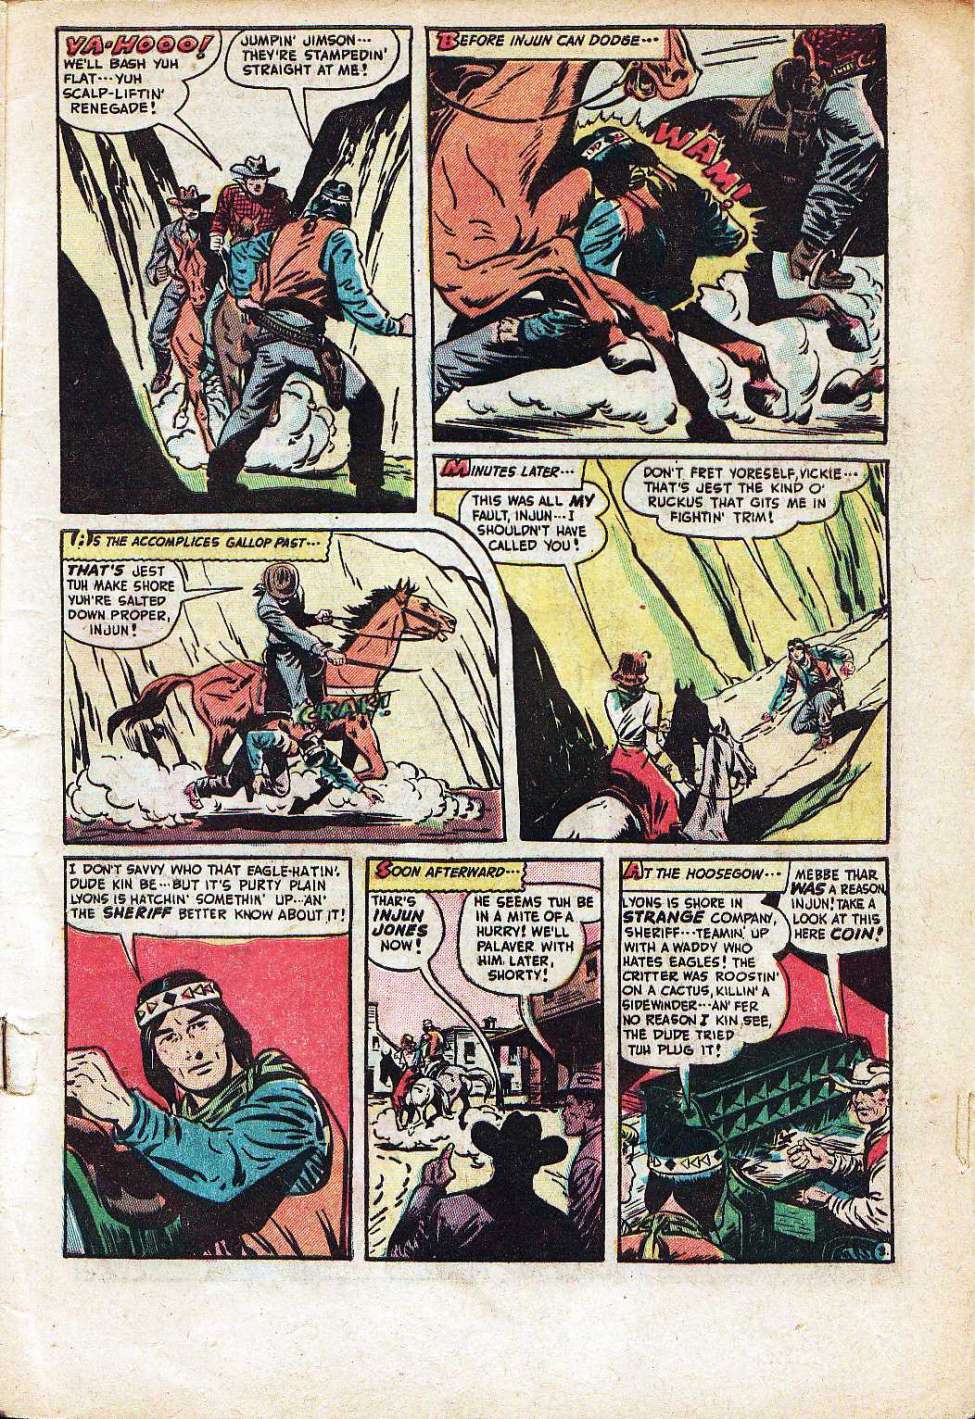 YA-HOOO!
WE'LL BASH YUH
FLAT---YUH
SCALP-LIFTIN'
RENEGADE!
JUMPIN' JIMSON---
THEY'RE STAMPEDIN'
STRAIGHT AT ME!
BEFORE INJUN CAN DODGE---
WAM!
AS THE ACCOMPLICES GALLOP PAST---
THAT'S JEST
TUH MAKE SHORE
YUH'RE SALTED
DOWN PROPER,
INJUN!
CRAK!
MINUTES LATER---
THIS WAS ALL MY
FAULT, INJUN---I
SHOULDN'T HAVE
CALLED YOU!
DON'T FRET YORESELF, VICKIE---
THAT'S JEST THE KIND O'
RUCKUS THAT GITS ME IN
FIGHTIN' TRIM!
I DON'T SAVVY WHO THAT EAGLE-HATIN'
DUDE KIN BE---BUT IT'S PURTY PLAIN
LYONS IS HATCHIN' SOMETHIN' UP---AN'
THE SHERIFF BETTER KNOW ABOUT IT!
SOON AFTERWARD---
THAR'S
INJUN
JONES
NOW!
HE SEEMS TUH BE
IN A MITE OF A
HURRY! WE'LL
PALAVER WITH
HIM LATER,
SHORTY!
AT THE HOOSEGOW---
LYONS IS SHORE IN
STRANGE COMPANY,
SHERIFF---TEAMIN' UP
WITH A WADDY WHO
HATES EAGLES! THE
CRITTER WAS ROOSTIN'
ON A CACTUS, KILLIN' A
SIDEWINDER---AN' FER
NO REASON I KIN SEE,
THE DUDE TRIED
TUH PLUG IT!
MEBBE THAR
WAS A REASON,
INJUN! TAKE A
LOOK AT THIS
HERE COIN!